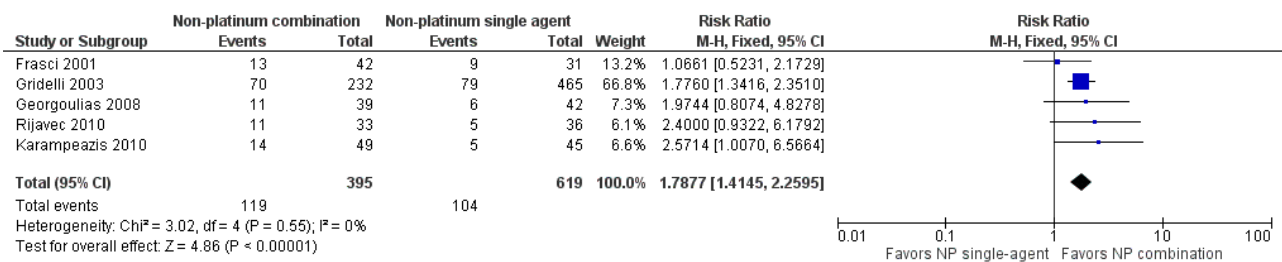 Non-platinum combination Non-platinum single agent Risk Ratio Risk Ratio
Study or Subgroup Events Total Events Total Weight M-H, Fixed, 95% CI M-H, Fixed, 95% CI
Frasci 2001 13 42 9 31 13.2% 1.0661 [0.5231, 2.1729]
Gridelli 2003 70 232 79 465 66.8% 1.7760 [1.3416, 2.3510]
Georgoulias 2008 11 39 6 42 7.3% 1.9744 [0.8074, 4.8278]
Rijavec 2010 11 33 5 36 6.1% 2.4000 [0.9322, 6.1792]
Karampeazis 2010 14 49 5 45 6.6% 2.5714 [1.0070, 6.5664]
Total (95% CI) 395 619 100.0% 1.7877 [1.4145, 2.2595]
Total events 119 104
Heterogeneity: Chi² = 3.02, df = 4 (P = 0.55); I² = 0%
Test for overall effect: Z = 4.86 (P < 0.00001)
0.01 0.1 1 10 100
Favors NP single-agent Favors NP combination